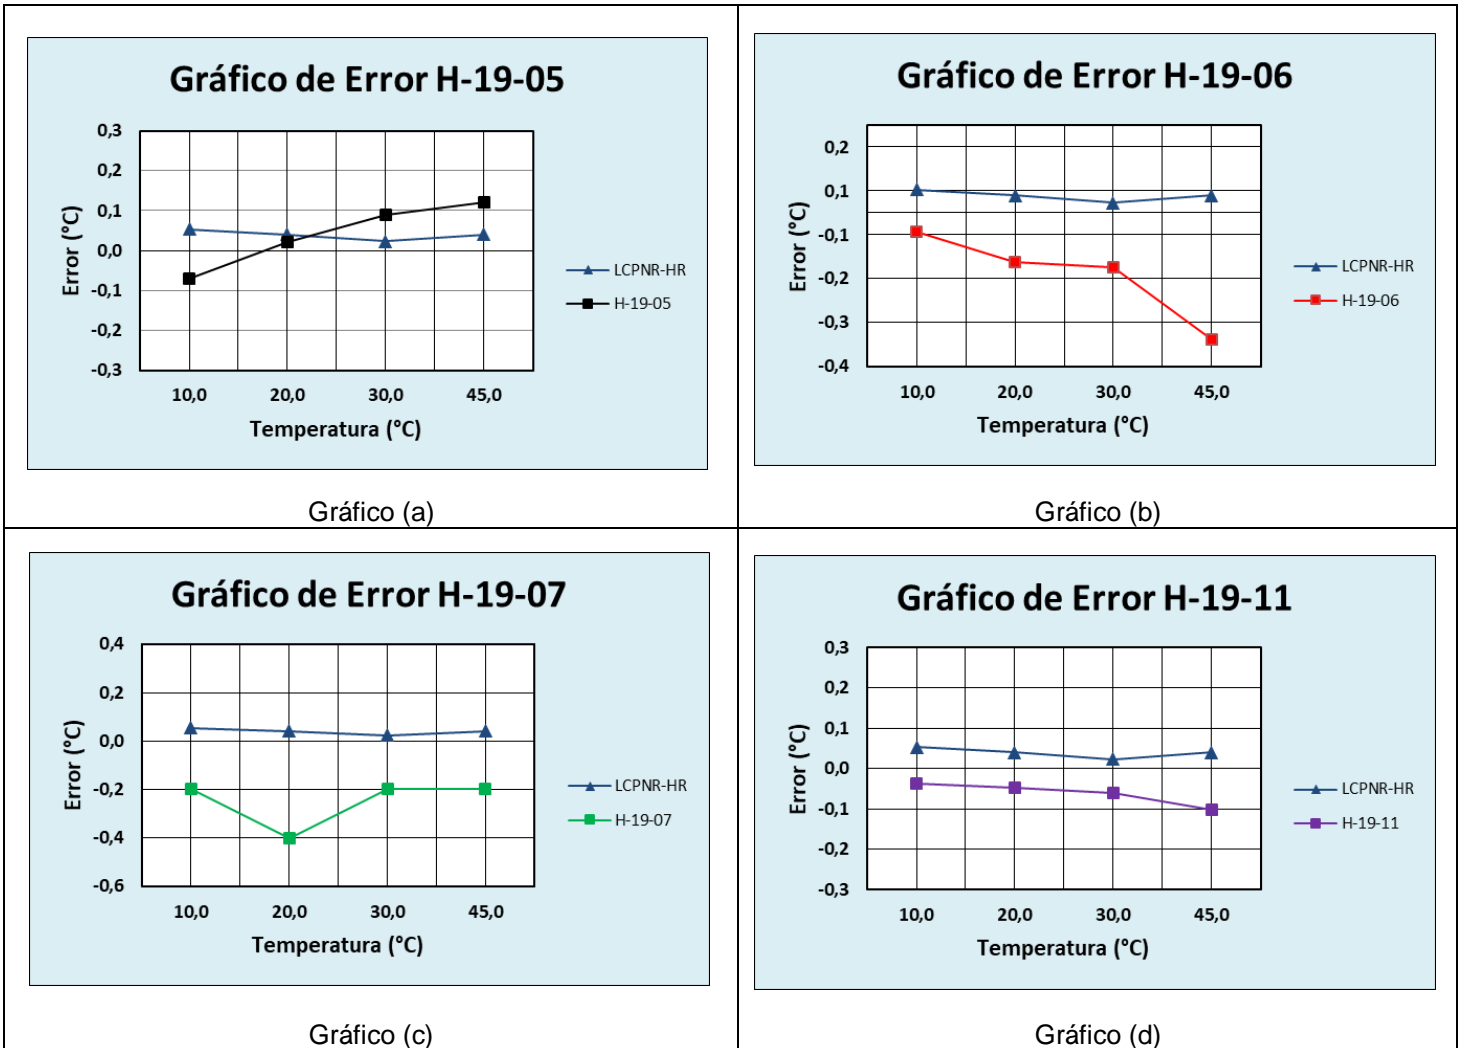 Gráfico de Error H-19-05
0,3
0,2
0,1
0,0
-0,1
-0,2
-0,3
Error (°C)
10,0 20,0 30,0 45,0
Temperatura (°C)
LCPNR-HR
H-19-05
Gráfico (a)
Gráfico de Error H-19-06
0,2
0,1
-0,1
-0,2
-0,3
-0,4
Error (°C)
10,0 20,0 30,0 45,0
Temperatura (°C)
LCPNR-HR
H-19-06
Gráfico (b)
Gráfico de Error H-19-07
0,4
0,2
0,0
-0,2
-0,4
-0,6
Error (°C)
10,0 20,0 30,0 45,0
Temperatura (°C)
LCPNR-HR
H-19-07
Gráfico (c)
Gráfico de Error H-19-11
0,3
0,2
0,1
0,0
-0,1
-0,2
-0,3
Error (°C)
10,0 20,0 30,0 45,0
Temperatura (°C)
LCPNR-HR
H-19-11
Gráfico (d)